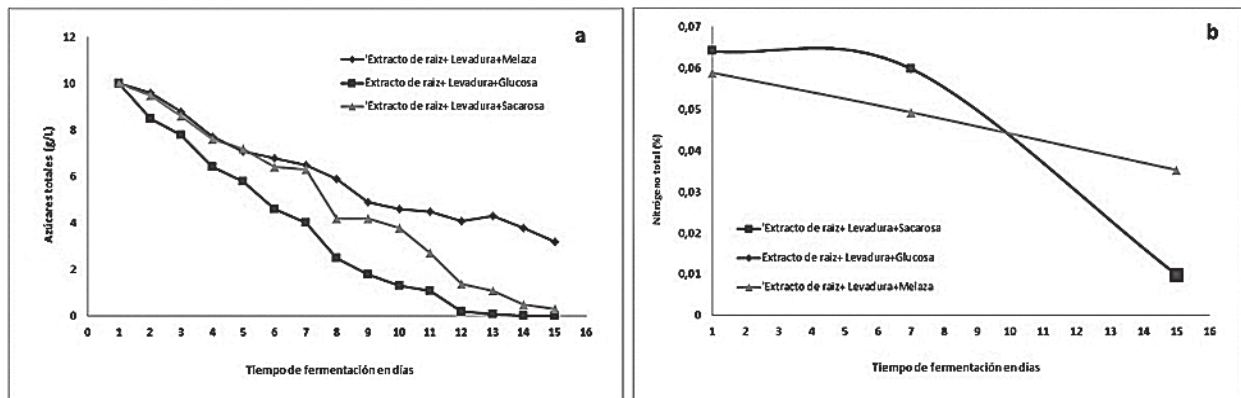 a
12
10
8
6
4
2
0
Azúcares totales (g/L)
'Extracto de raiz+ Levadura+Melaza
Extracto de raiz+ Levadura+Glucosa
'Extracto de raiz+ Levadura+Sacarosa
0 1 2 3 4 5 6 7 8 9 10 11 12 13 14 15 16
Tiempo de fermentación en días
b
0,07
0,06
0,05
0,04
0,03
0,02
0,01
0
Nitrógeno total (%)
'Extracto de raiz+ Levadura+Sacarosa
Extracto de raiz+ Levadura+Glucosa
'Extracto de raiz+ Levadura+Melaza
1 2 4 5 6 7 8 10 11 12 13 14 15 16
Tiempo de fermentación en días